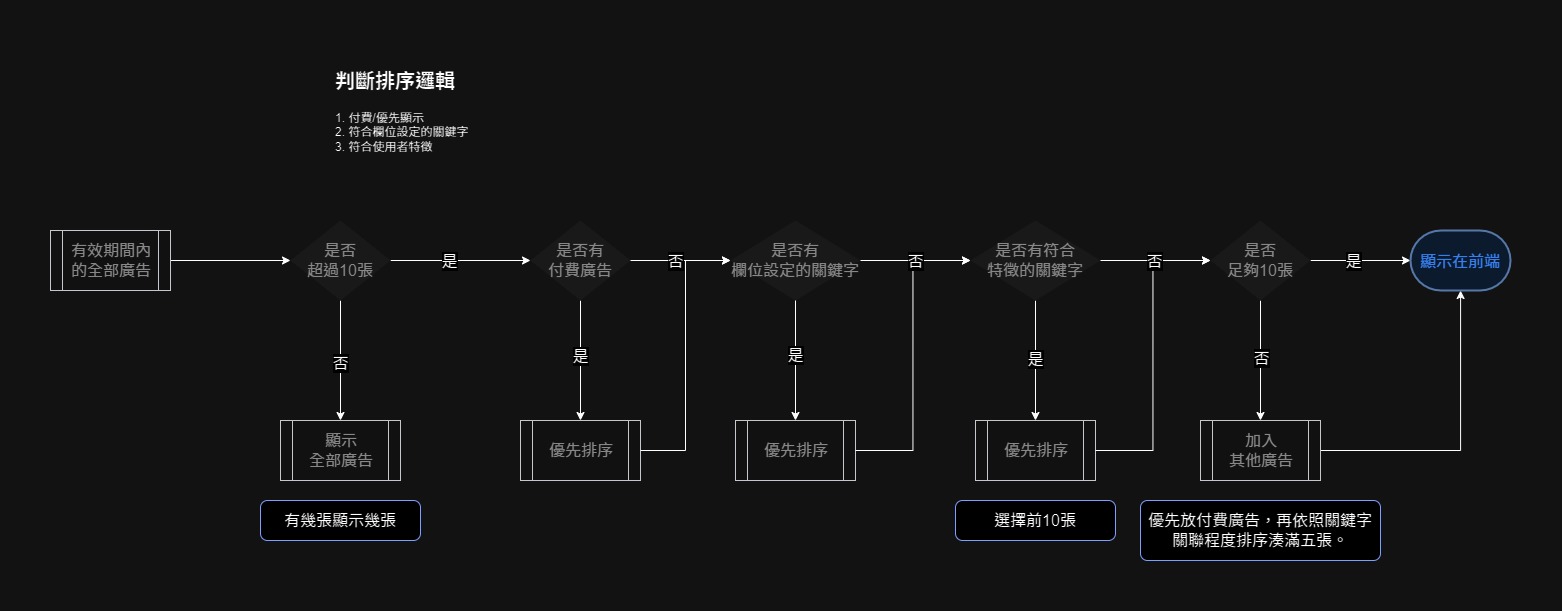 判斷排序邏輯
1. 付費/優先顯示
2. 符合欄位設定的關鍵字
3. 符合使用者特徵
有效期間內
的全部廣告
是否
超過10張
是
是否有
付費廣告
否
是否有
欄位設定的關鍵字
否
是否有符合
特徵的關鍵字
否
是否
足夠10張
是
顯示在前端
否
是
是
是
否
顯示
全部廣告
優先排序
優先排序
優先排序
加入
其他廣告
有幾張顯示幾張
選擇前10張
優先放付費廣告，再依照關鍵字
關聯程度排序湊滿五張。